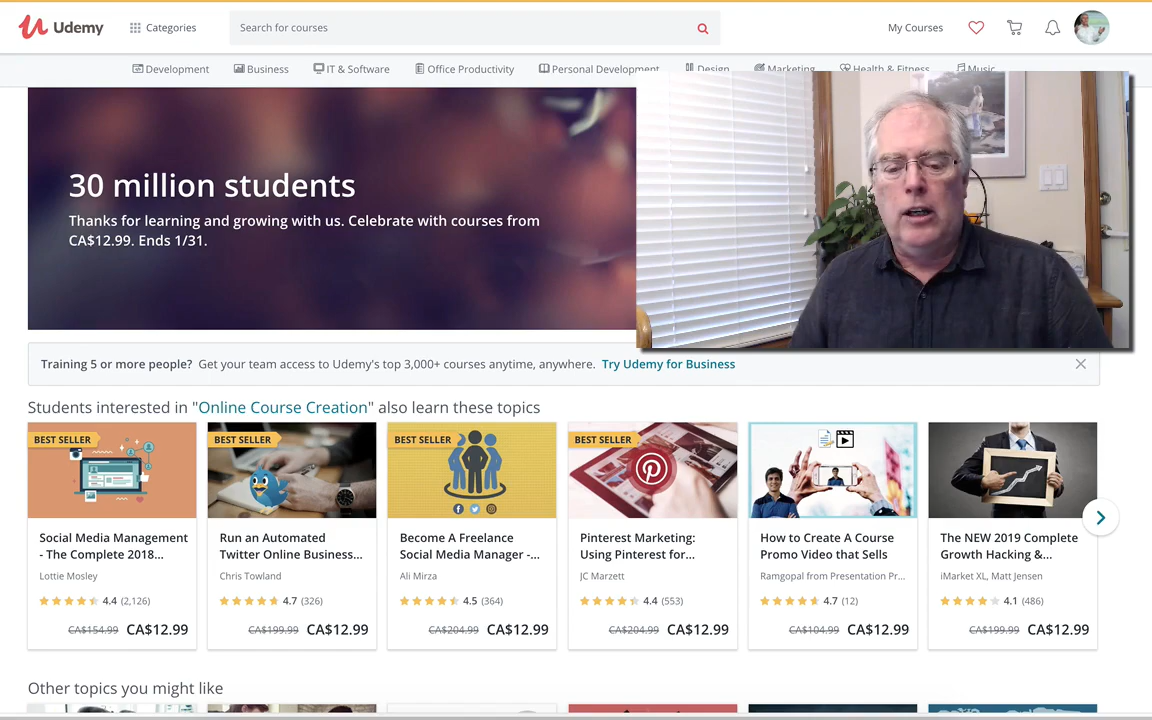 Udemy
Categories
Search for courses
My Courses
Development
Business
IT & Software
Office Productivity
Personal Development
Design
Marketing
Health & Fitness
Music
30 million students
Thanks for learning and growing with us. Celebrate with courses from
CA$12.99. Ends 1/31.
Training 5 or more people? Get your team access to Udemy's top 3,000+ courses anytime, anywhere. Try Udemy for Business
Students interested in "Online Course Creation" also learn these topics
BEST SELLER
Social Media Management
- The Complete 2018...
Lottie Mosley
4.4 (2,126)
CA$154.99 CA$12.99
BEST SELLER
Run an Automated
Twitter Online Business...
Chris Towland
4.7 (326)
CA$199.99 CA$12.99
BEST SELLER
Become A Freelance
Social Media Manager -...
Ali Mirza
4.5 (364)
CA$204.99 CA$12.99
BEST SELLER
Pinterest Marketing:
Using Pinterest for...
JC Marzett
4.4 (553)
CA$204.99 CA$12.99
How to Create A Course
Promo Video that Sells
Ramgopal from Presentation Pr...
4.7 (12)
CA$104.99 CA$12.99
The NEW 2019 Complete
Growth Hacking &...
iMarket XL, Matt Jensen
4.1 (486)
CA$199.99 CA$12.99
Other topics you might like